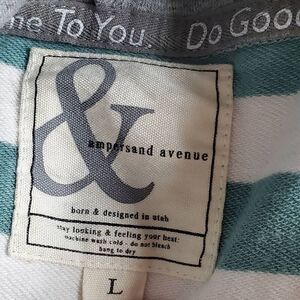 ne To You. Do Good
&
ampersand avenue
born & designed in utah
stay looking & feeling your best:
machine wash cold - do not bleach
hang to dry
L